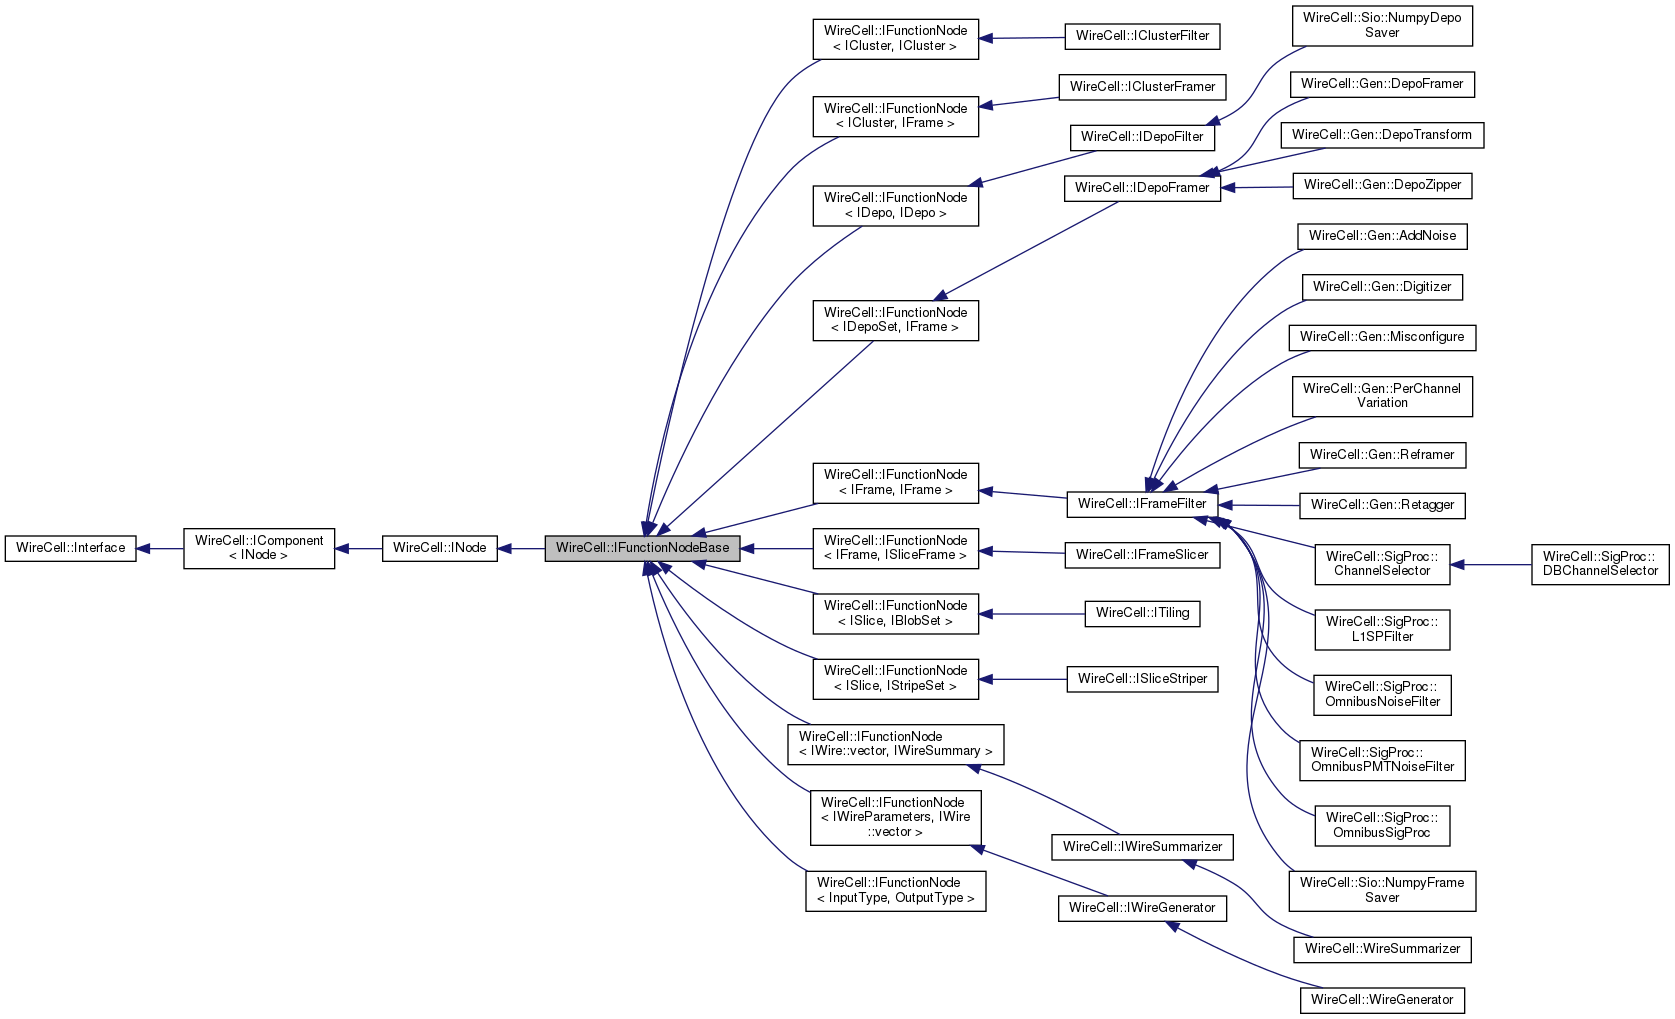 WireCell::Interface
WireCell::IComponent
< INode >
WireCell::INode
WireCell::IFunctionNodeBase
WireCell::IFunctionNode
< ICluster, ICluster >
WireCell::IFunctionNode
< ICluster, IFrame >
WireCell::IFunctionNode
< IDepo, IDepo >
WireCell::IFunctionNode
< IDepoSet, IFrame >
WireCell::IFunctionNode
< IFrame, IFrame >
WireCell::IFunctionNode
< IFrame, ISliceFrame >
WireCell::IFunctionNode
< ISlice, IBlobSet >
WireCell::IFunctionNode
< ISlice, IStripeSet >
WireCell::IFunctionNode
< IWire::vector, IWireSummary >
WireCell::IFunctionNode
< IWireParameters, IWire
::vector >
WireCell::IFunctionNode
< InputType, OutputType >
WireCell::IClusterFilter
WireCell::IClusterFramer
WireCell::IDepoFilter
WireCell::IDepoFramer
WireCell::IFrameFilter
WireCell::IFrameSlicer
WireCell::ITiling
WireCell::ISliceStriper
WireCell::IWireSummarizer
WireCell::IWireGenerator
WireCell::Sio::NumpyDepo
Saver
WireCell::Gen::DepoFramer
WireCell::Gen::DepoTransform
WireCell::Gen::DepoZipper
WireCell::Gen::AddNoise
WireCell::Gen::Digitizer
WireCell::Gen::Misconfigure
WireCell::Gen::PerChannel
Variation
WireCell::Gen::Reframer
WireCell::Gen::Retagger
WireCell::SigProc::
ChannelSelector
WireCell::SigProc::
L1SPFilter
WireCell::SigProc::
OmnibusNoiseFilter
WireCell::SigProc::
OmnibusPMTNoiseFilter
WireCell::SigProc::
OmnibusSigProc
WireCell::Sio::NumpyFrame
Saver
WireCell::WireSummarizer
WireCell::WireGenerator
WireCell::SigProc::
DBChannelSelector